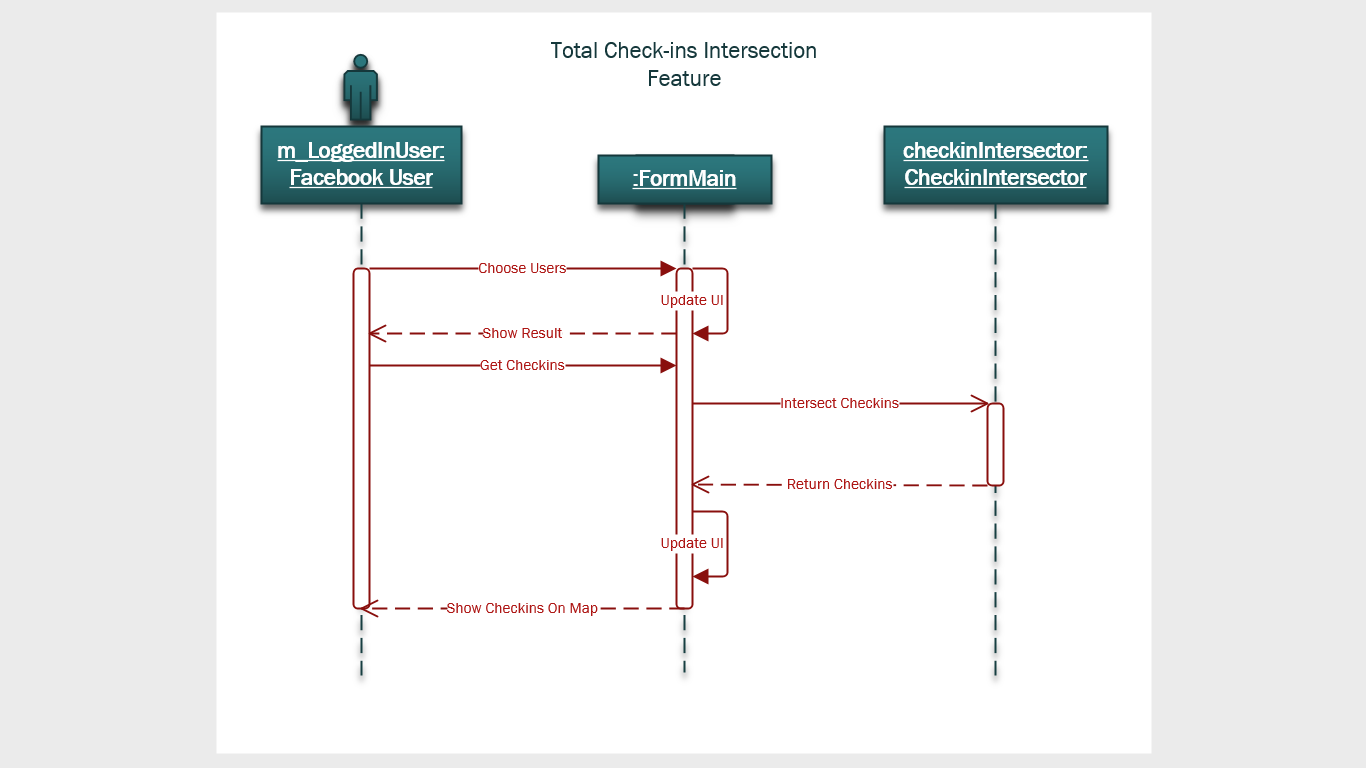 Total Check-ins Intersection
Feature
m_LoggedInUser:
Facebook User
:FormMain
checkinIntersector:
CheckinIntersector
Choose Users
Update UI
Show Result
Get Checkins
Intersect Checkins
Return Checkins
Update UI
Show Checkins On Map